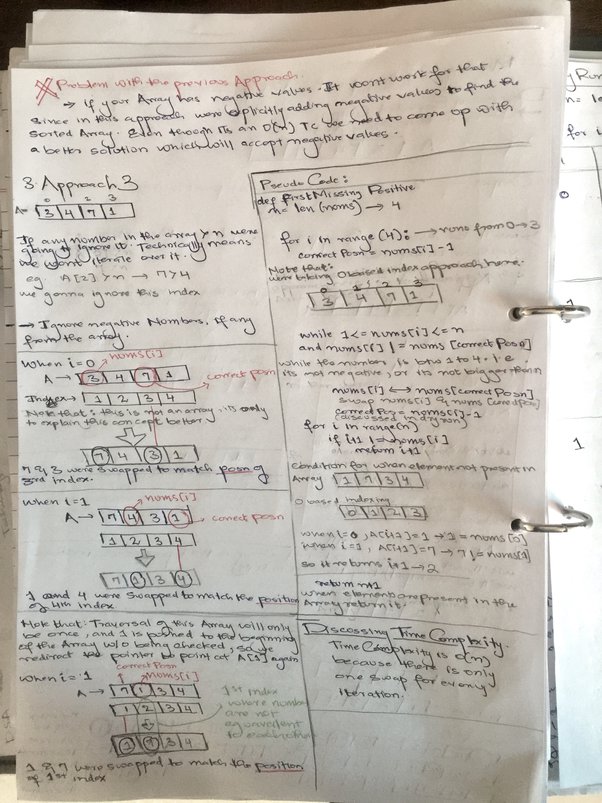 Problem with the previous Approach.
→ if your Array has negative values. It wont work for that
since in this approach were explicitly adding negative values to find the
sorted Array. Even though its an O(N) TC we need to come up with
a better solution which will accept negative values.
3. Approach 3
0 2 3
A= 3 4 7 1
If any number in the array > n were
going to ignore it. Technically means
we wont iterate over it.
eg. A[2] > n → 7 > 4
we gonna ignore this index
→ Ignore negative Numbers, if any
from the array.
when i=0 nums[i]
A → 3 4 7 1 correct posn
Index → 1 2 3 4
Note that: this is not an array, its only
to explain this concept better
7 4 3 1
7 & 3 were swapped to match posn of
3rd index.
when i=1 nums[i]
A → 7 4 3 1 correct posn
1 2 3 4
7 1 3 4
1 and 4 were swapped to match the position
of 4th index
Note that: Traversal of this Array will only
be once, and 1 is pushed to the beginning
of the Array w/o being checked, so we
redirect the pointer to point at A[1] again
correct Posn
when i=1 nums[i]
A → 7 1 3 4
1 2 3 4
1 7 3 4
1st index
where number
are not
equivalent
to
1 & 7 were swapped to match the position
of 1st index
Pseudo Code:
def firstMissing Positive
n= len(nums) → 4
for i in range (4): → runs from 0→3
correct Posn = nums[i]-1
Note that:
were taking 0 based index approach here.
0 1 2 3
3 4 7 1
while 1<= nums[i] <= n
and nums[i] != nums [correct Posn]
while the number is btw 1 to 4. i.e
its not negative, or its not bigger than n
nums[i] ↔ nums[correct Posn]
swap nums[i] & nums [correct Posn]
correct Pos = nums[i]-1
(discussed in dry run)
for i in range(n)
if i+1 != nums[i]
return i+1
condition for when element not present in
Array 1 7 3 4
0 based indexing
0 1 2 3
when i=0, A[i+1]=1 → 1 = nums[0]
when i=1, A[i+1]=7 → 7 != nums[1]
so it returns i+1 → 2
return n+1
when elements are present in the
Array return it.
Discussing Time Complexity.
Time Complexity is O(n)
because there is only
one swap for every
iteration.
0
1
1
for i